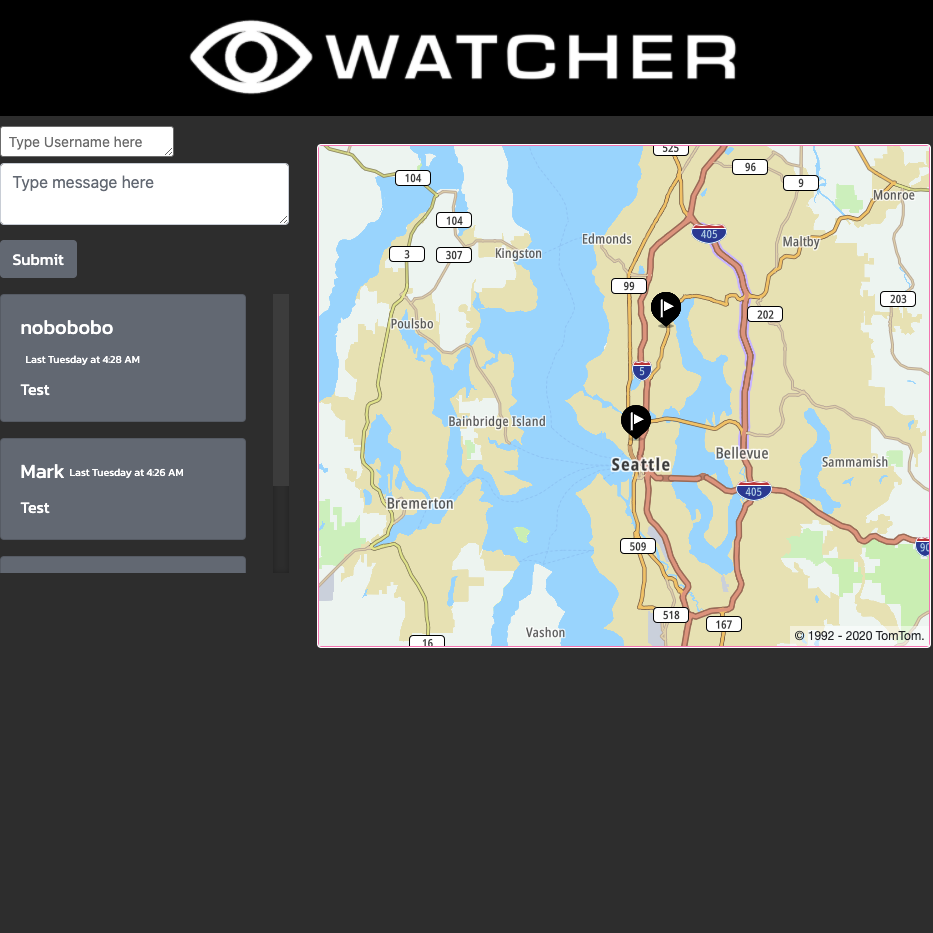 WATCHER
Type Username here
Type message here
Submit
nobobobo
Last Tuesday at 4:28 AM
Test
Mark Last Tuesday at 4:26 AM
Test
525
96
9
104
Monroe
104
405
Edmonds
Maltby
3
307
Kingston
99
203
202
Poulsbo
5
Bainbridge Island
Seattle
Bellevue
Sammamish
405
Bremerton
509
90
518
167
Vashon
16
© 1992 - 2020 TomTom.